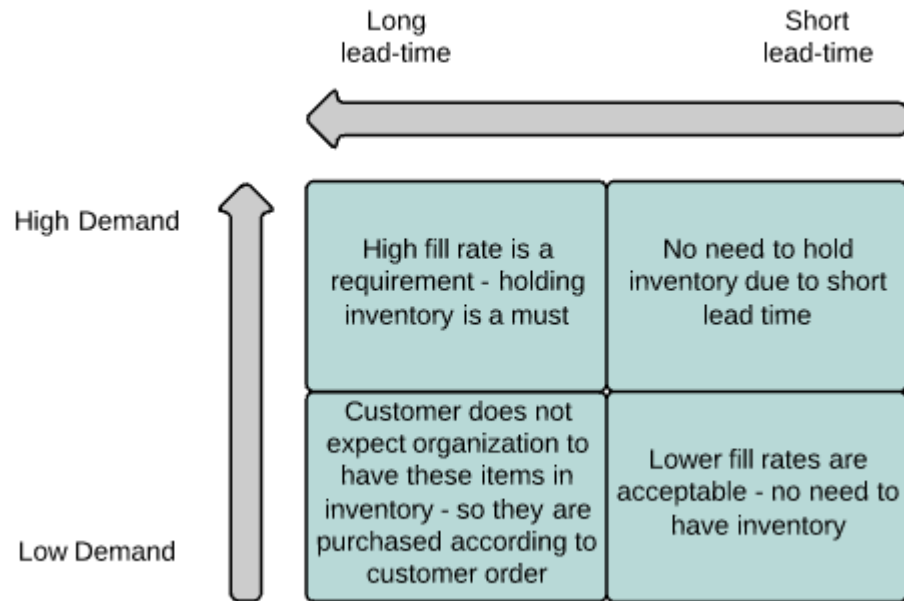 Long
lead-time
Short
lead-time
High Demand
High fill rate is a
requirement - holding
inventory is a must
No need to hold
inventory due to short
lead time
Customer does not
expect organization to
have these items in
inventory - so they are
purchased according to
customer order
Lower fill rates are
acceptable - no need to
have inventory
Low Demand